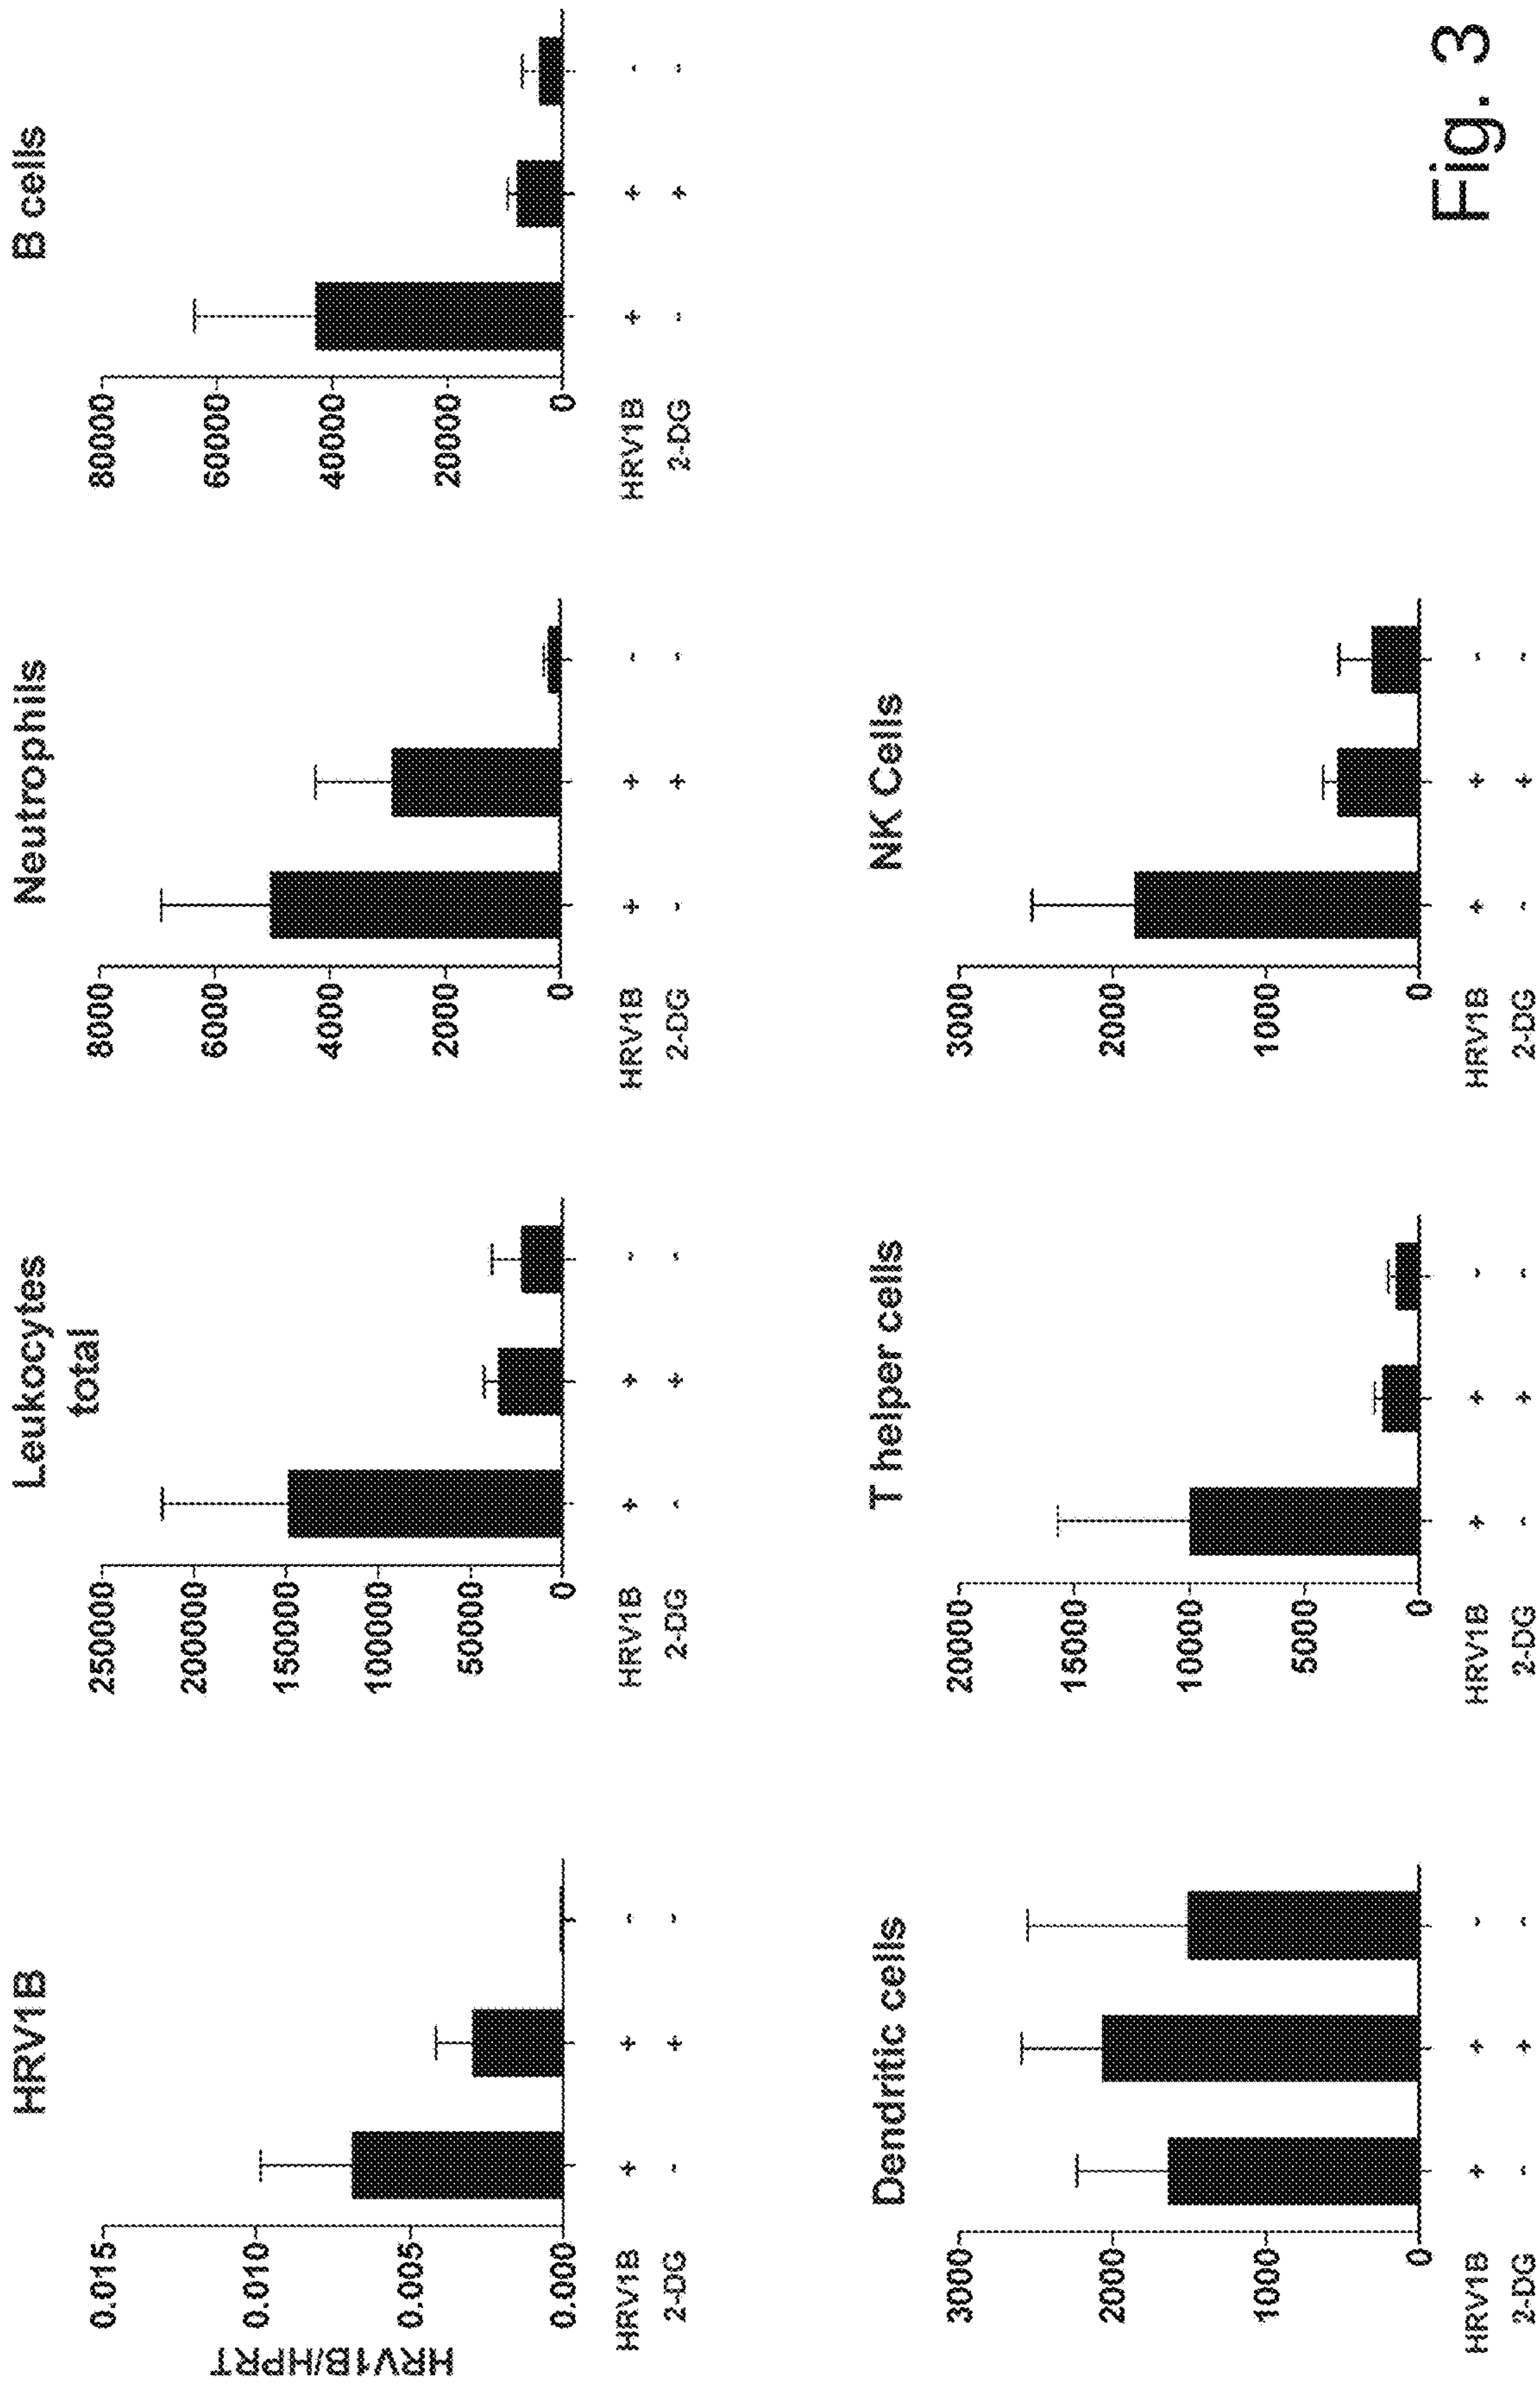 HRV1B
HRV1B/HPRT
0.015
0.010
0.005
0.000
HRV1B + + -
2-DG - + -
Leukocytes
total
250000
200000
150000
100000
50000
0
HRV1B + + -
2-DG - + -
Neutrophils
8000
6000
4000
2000
0
HRV1B + + -
2-DG - + -
B cells
80000
60000
40000
20000
0
HRV1B + + -
2-DG - + -
Dendritic cells
3000
2000
1000
0
HRV1B + + -
2-DG - + -
T helper cells
20000
15000
10000
5000
0
HRV1B + + -
2-DG - + -
NK Cells
3000
2000
1000
0
HRV1B + + -
2-DG - + -
Fig. 3